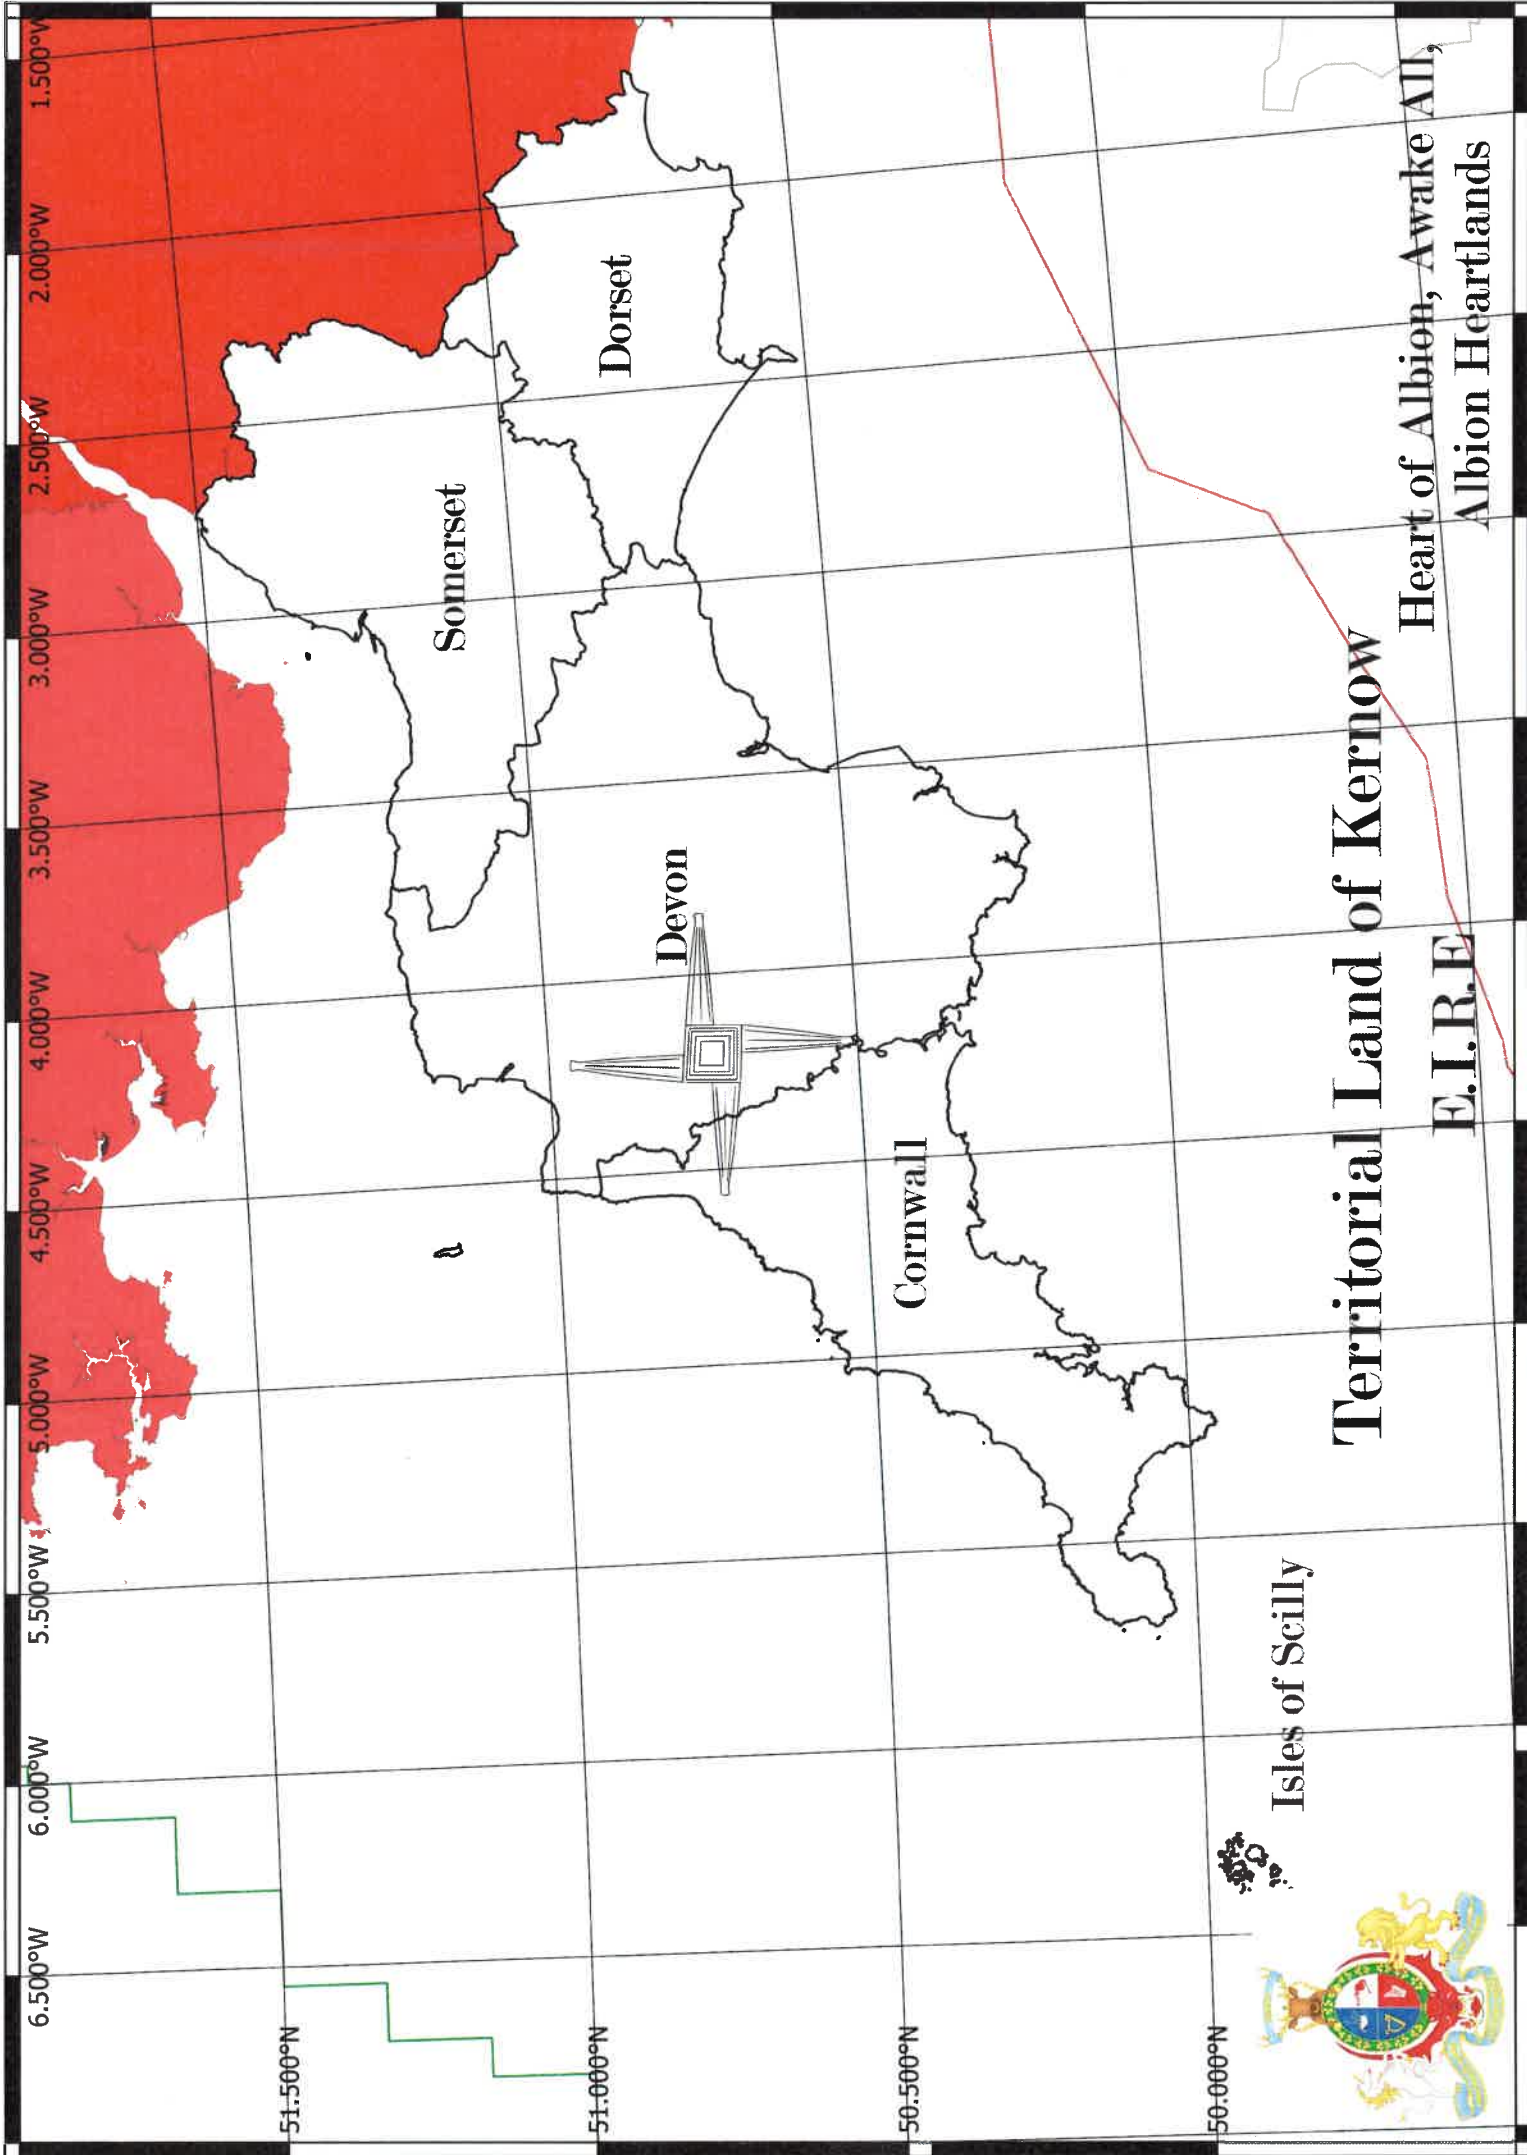 6.500°W
6.000°W
5.500°W
5.000°W
4.500°W
4.000°W
3.500°W
3.000°W
2.500°W
2.000°W
1.500°W
51.500°N
51.000°N
50.500°N
50.000°N
Somerset
Dorset
Devon
Cornwall
Isles of Scilly
Territorial Land of Kernow
E.I.R.E
Heart of Albion, Awake All,
Albion Heartlands